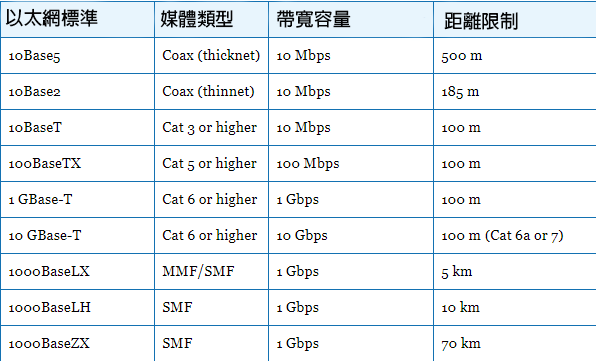 以太網標準 媒體類型 帶寬容量 距離限制
10Base5 Coax (thicknet) 10 Mbps 500 m
10Base2 Coax (thinnet) 10 Mbps 185 m
10BaseT Cat 3 or higher 10 Mbps 100 m
100BaseTX Cat 5 or higher 100 Mbps 100 m
1 GBase-T Cat 6 or higher 1 Gbps 100 m
10 GBase-T Cat 6 or higher 10 Gbps 100 m (Cat 6a or 7)
1000BaseLX MMF/SMF 1 Gbps 5 km
1000BaseLH SMF 1 Gbps 10 km
1000BaseZX SMF 1 Gbps 70 km